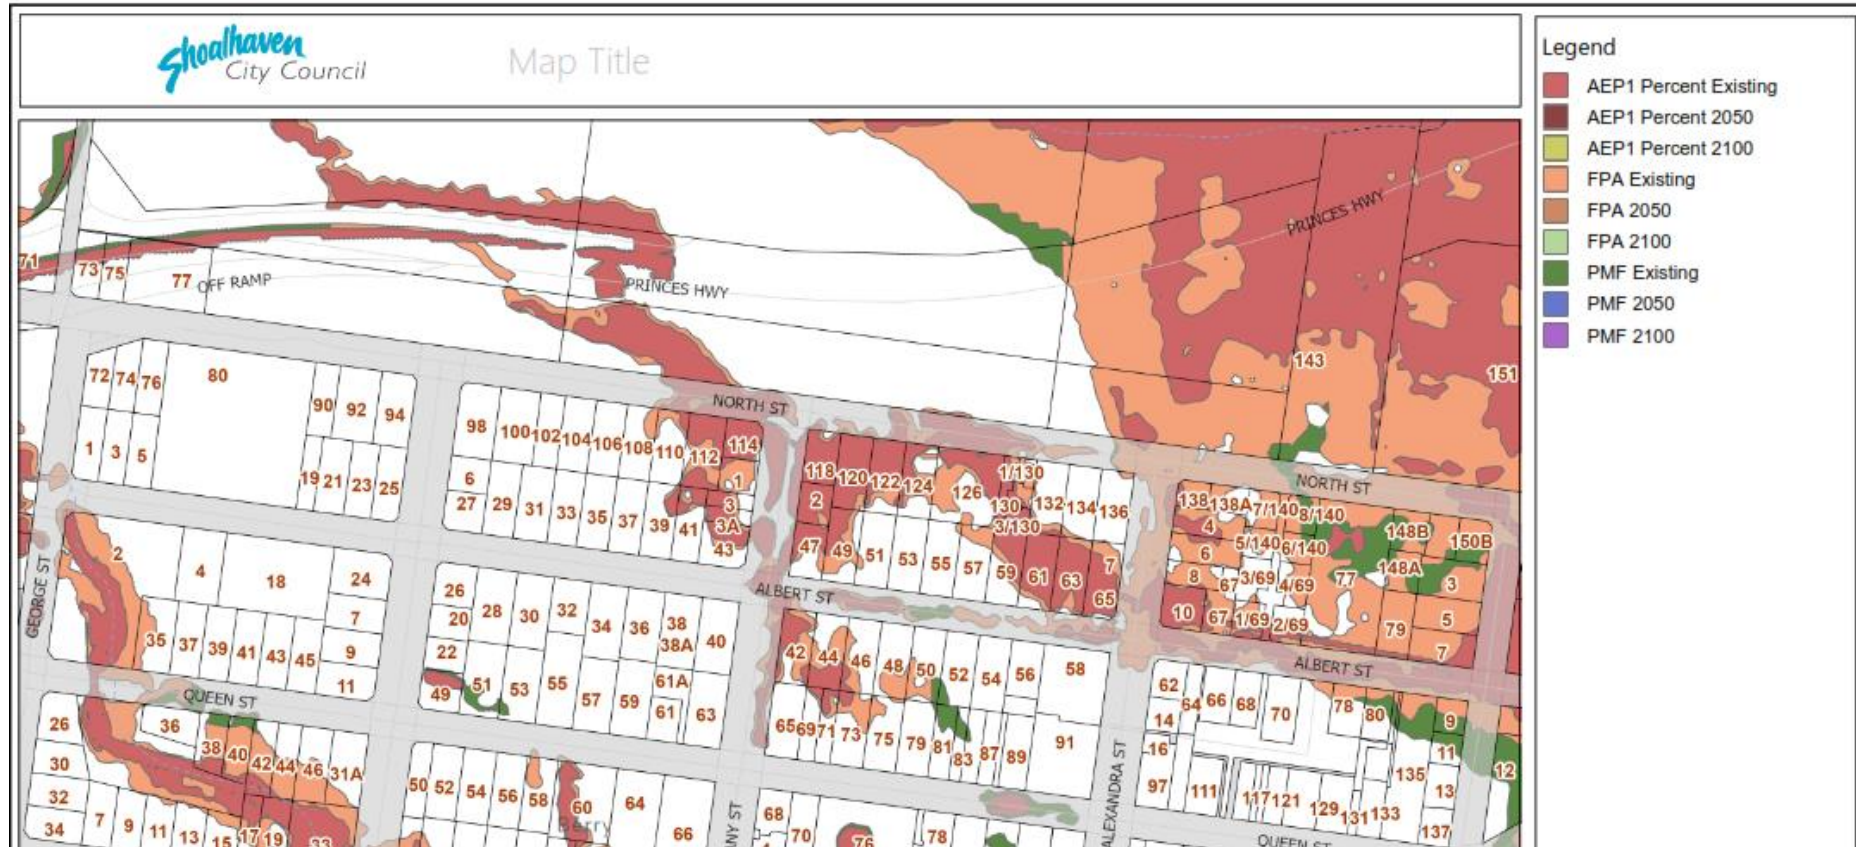 Shoalhaven
City Council
Map Title
Legend
AEP1 Percent Existing
AEP1 Percent 2050
AEP1 Percent 2100
FPA Existing
FPA 2050
FPA 2100
PMF Existing
PMF 2050
PMF 2100
PRINCES HWY
71
73 75 77 OFF RAMP
PRINCES HWY
143
151
72 74 76 80
90 92 94
NORTH ST
98 100 102 104 106 108 110 112 114
1 3 5
19 21 23 25
6
27 29 31 33 35 37 39 41 43
1
3
3A
118 120 122 124 126 130 1/130 132 134 136
3/130
2
47 49 51 53 55 57 59 61 63 65
7
NORTH ST
138 138A 7/140 8/140 148B 150B
4
6 5/140 6/140 148A
8 67 3/69 4/69 77 3
10 67 1/69 2/69 79 5
7
GEORGE ST
2 4 18 24
7
35 37 39 41 43 45 9
11
ALBERT ST
26
20 28 30 32 34 36 38
38A 40
22
49 51 53 55 57 59 61A
61 63
42 44 46 48 50 52 54 56 58
65 69 71 73 75 79 81 83 87 89 91
ALBERT ST
62 64 66 68 70 78 80
14
16
97 111 117 121 129 131 133 135
9
11
12
13
137
QUEEN ST
26 36
38 40 42 44 46 31A
30
32
34 7 9 11 13 15 17 19 33
50 52 54 56 58 60 64 66
Berry
NY ST
68
70 76 78
ALEXANDRA ST
QUEEN ST